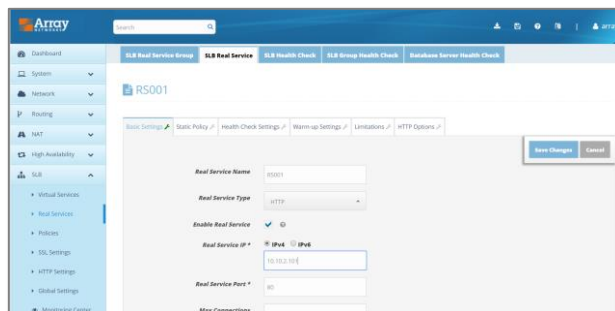 Array
NETWORKS
Search
arra
Dashboard
System
Network
Routing
NAT
High Availability
SLB
Virtual Services
Real Services
Policies
SSL Settings
HTTP Settings
Global Settings
Monitoring Center
SLB Real Service Group SLB Real Service SLB Health Check SLB Group Health Check Database Server Health Check
RS001
Basic Settings Static Policy Health Check Settings Warm-up Settings Limitations HTTP Options
Save Changes Cancel
Real Service Name RS001
Real Service Type HTTP
Enable Real Service
Real Service IP * IPv4 IPv6
Real Service Port * 80
Max Connections